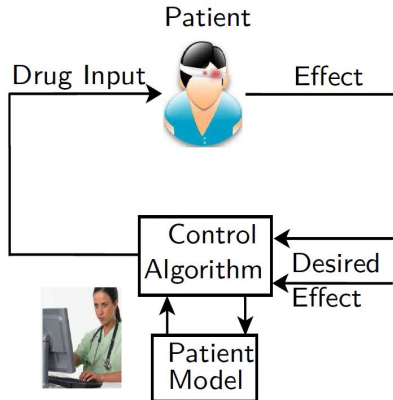 Patient
Drug Input
Effect
Control
Algorithm
Desired
Effect
Patient
Model